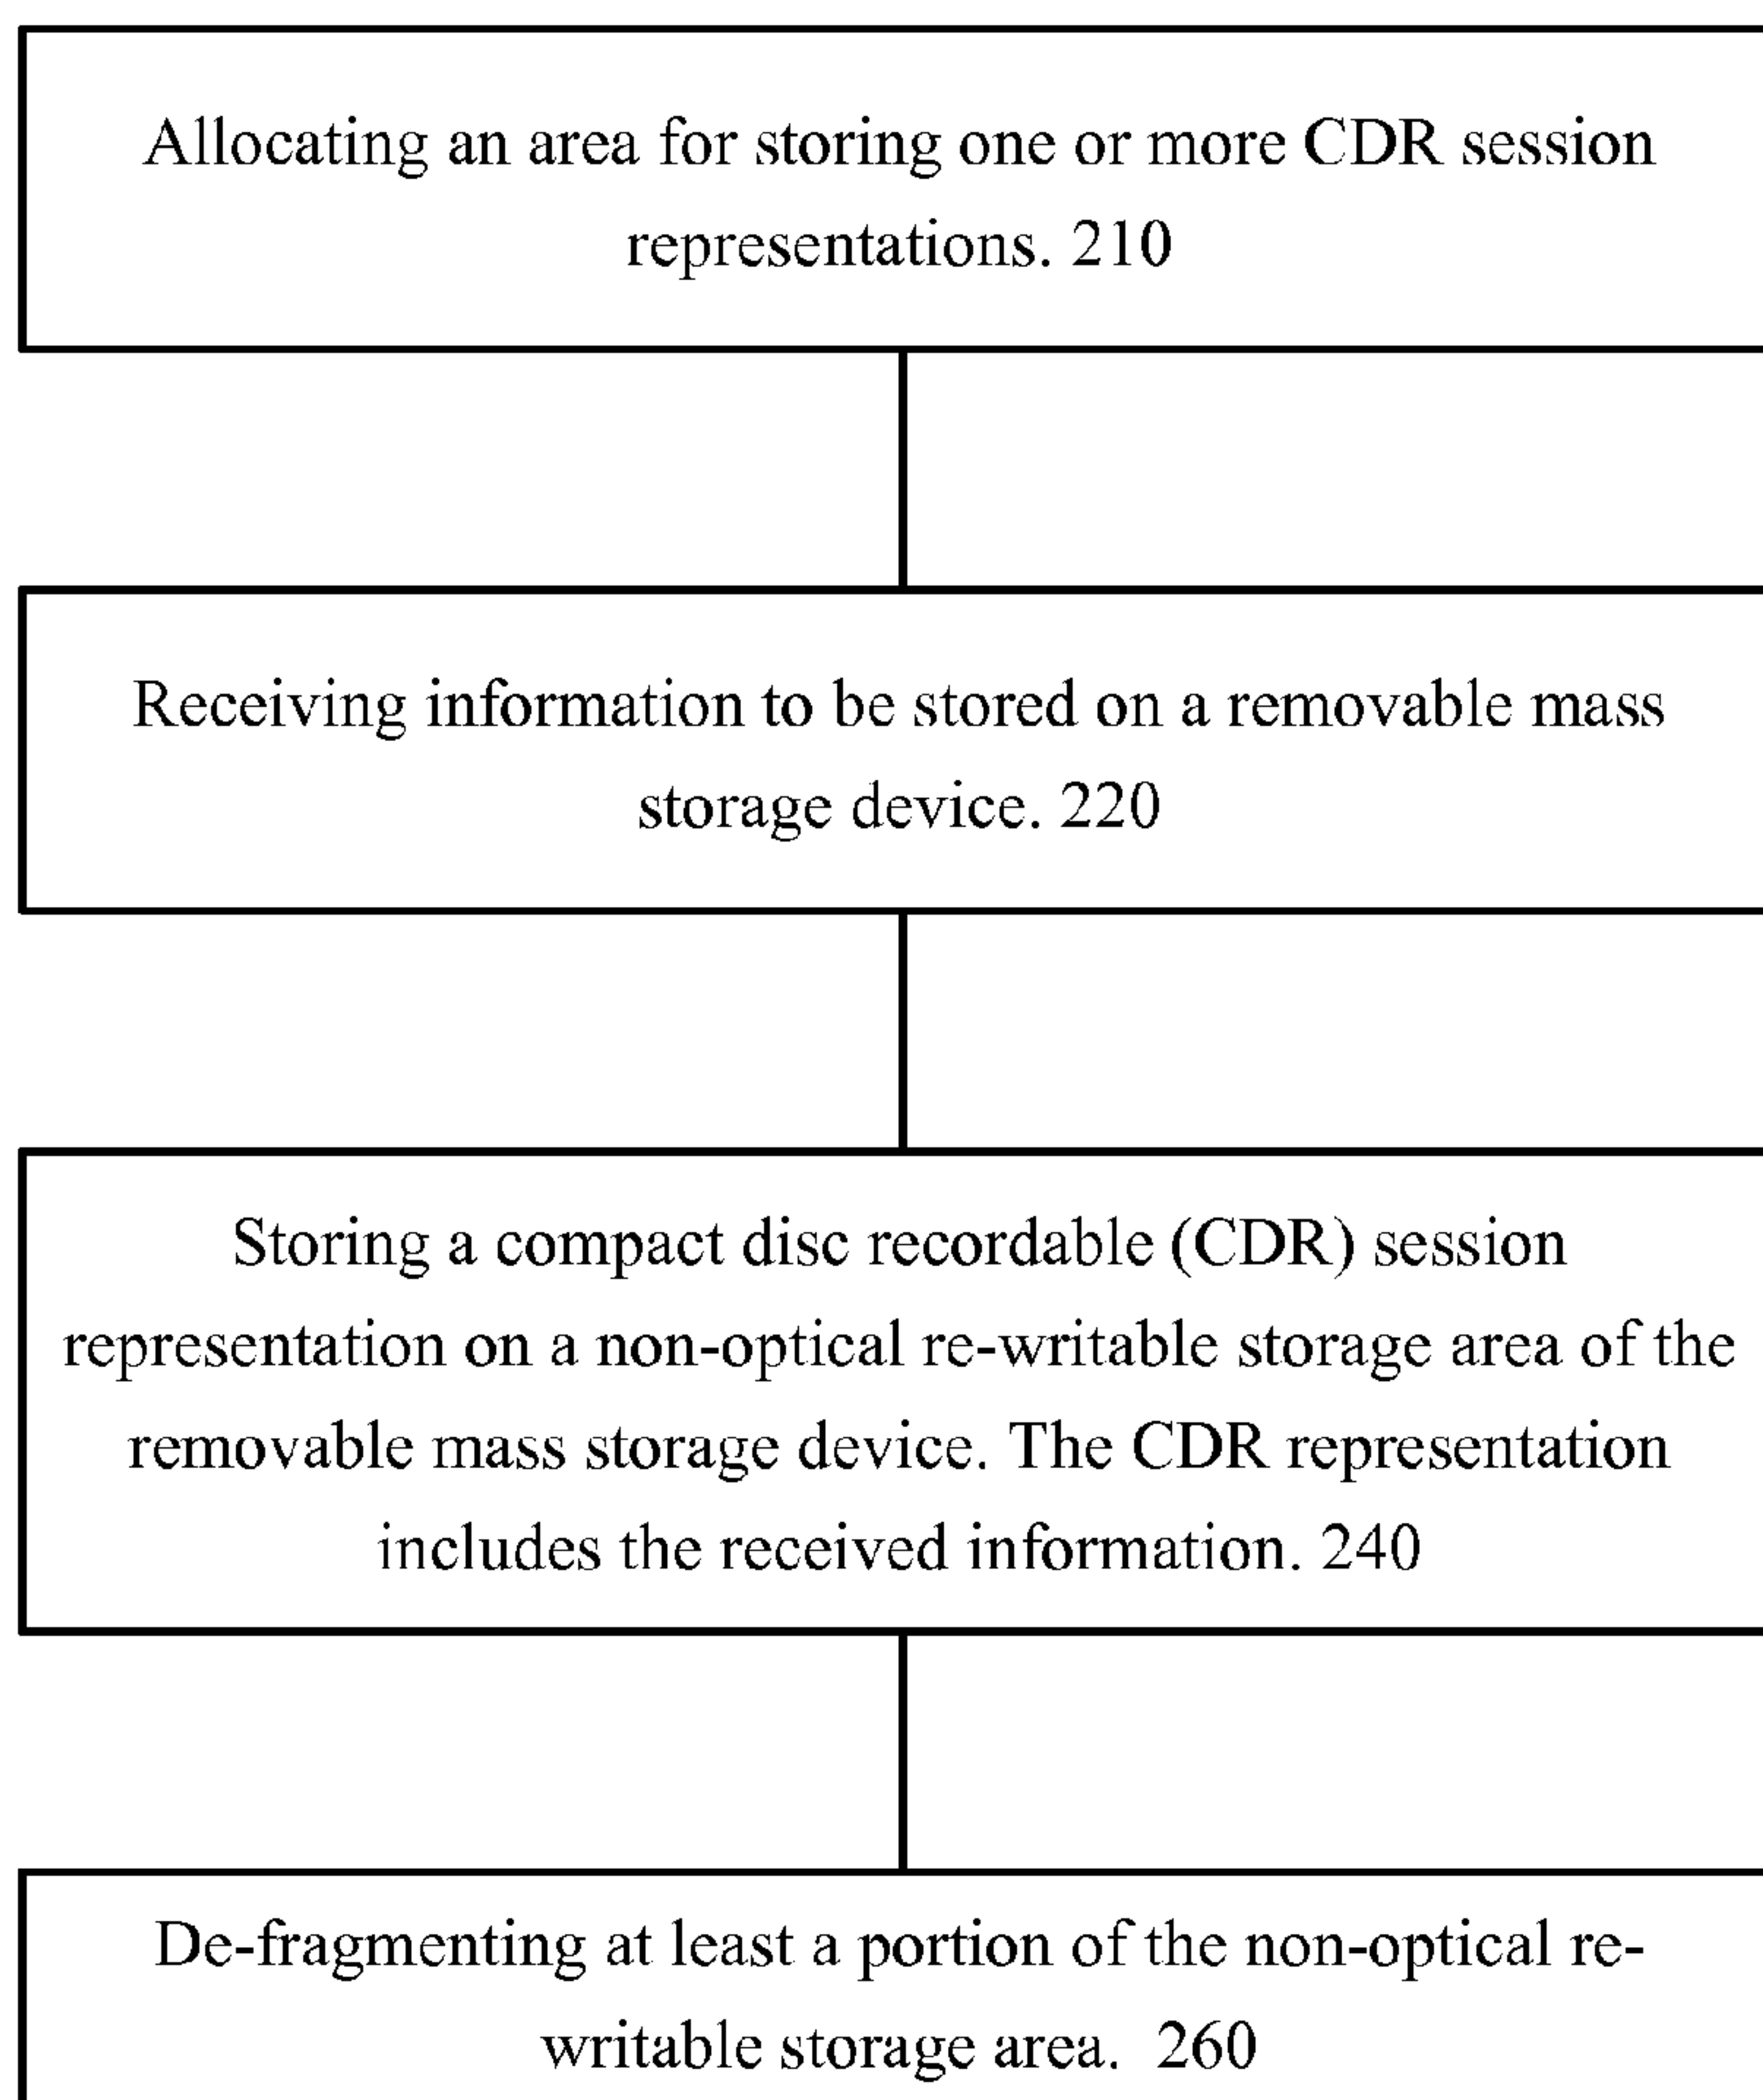 Allocating an area for storing one or more CDR session
representations. 210
Receiving information to be stored on a removable mass
storage device. 220
Storing a compact disc recordable (CDR) session
representation on a non-optical re-writable storage area of the
removable mass storage device. The CDR representation
includes the received information. 240
De-fragmenting at least a portion of the non-optical re-
writable storage area. 260